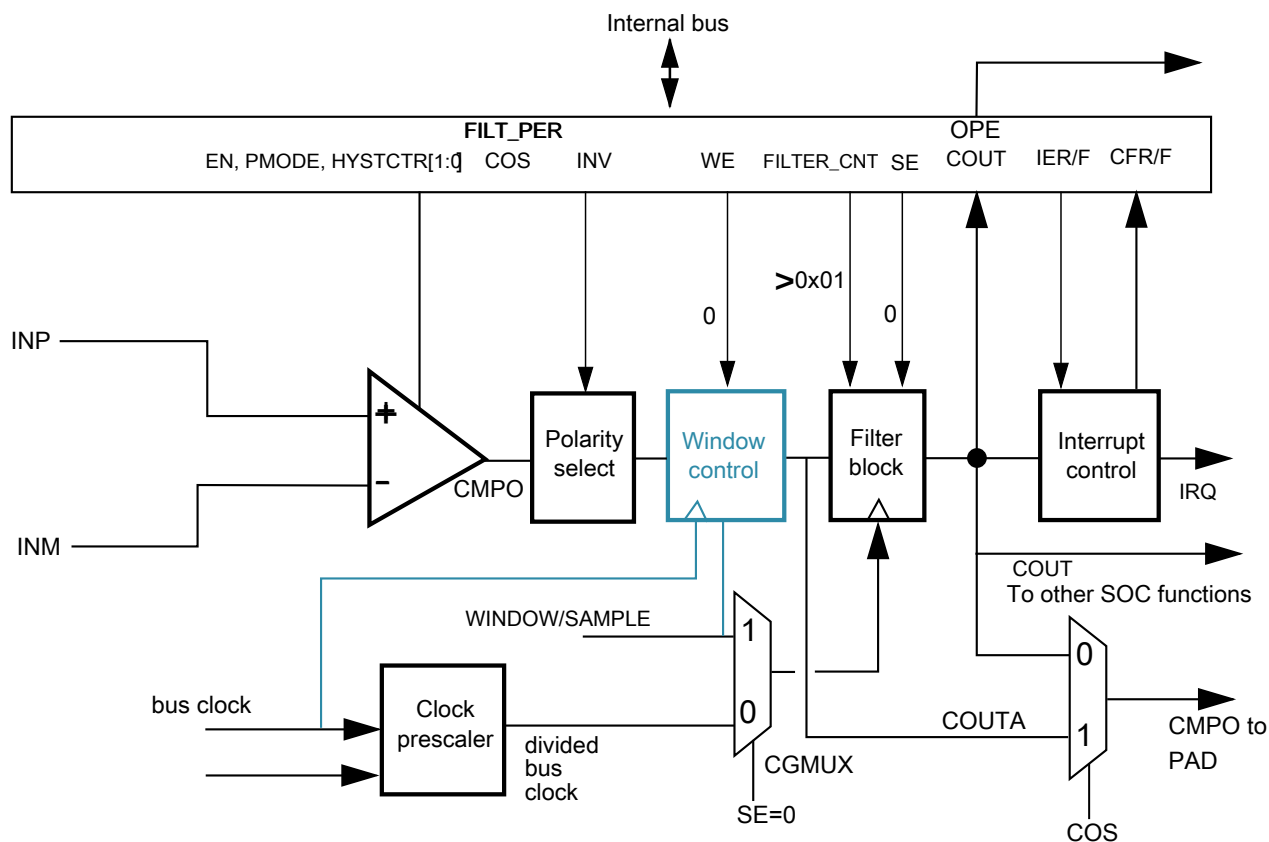 Internal bus
FILT_PER
OPE
EN, PMODE, HYSTCTR[1:0]
COS
INV
WE
FILTER_CNT
SE
COUT
IER/F
CFR/F
>0x01
0
0
INP
+
-
INM
CMPO
Polarity
select
Window
control
Filter
block
Interrupt
control
IRQ
COUT
To other SOC functions
WINDOW/SAMPLE
1
0
0
1
bus clock
Clock
prescaler
divided
bus
clock
CGMUX
SE=0
COUTA
CMPO to
PAD
COS